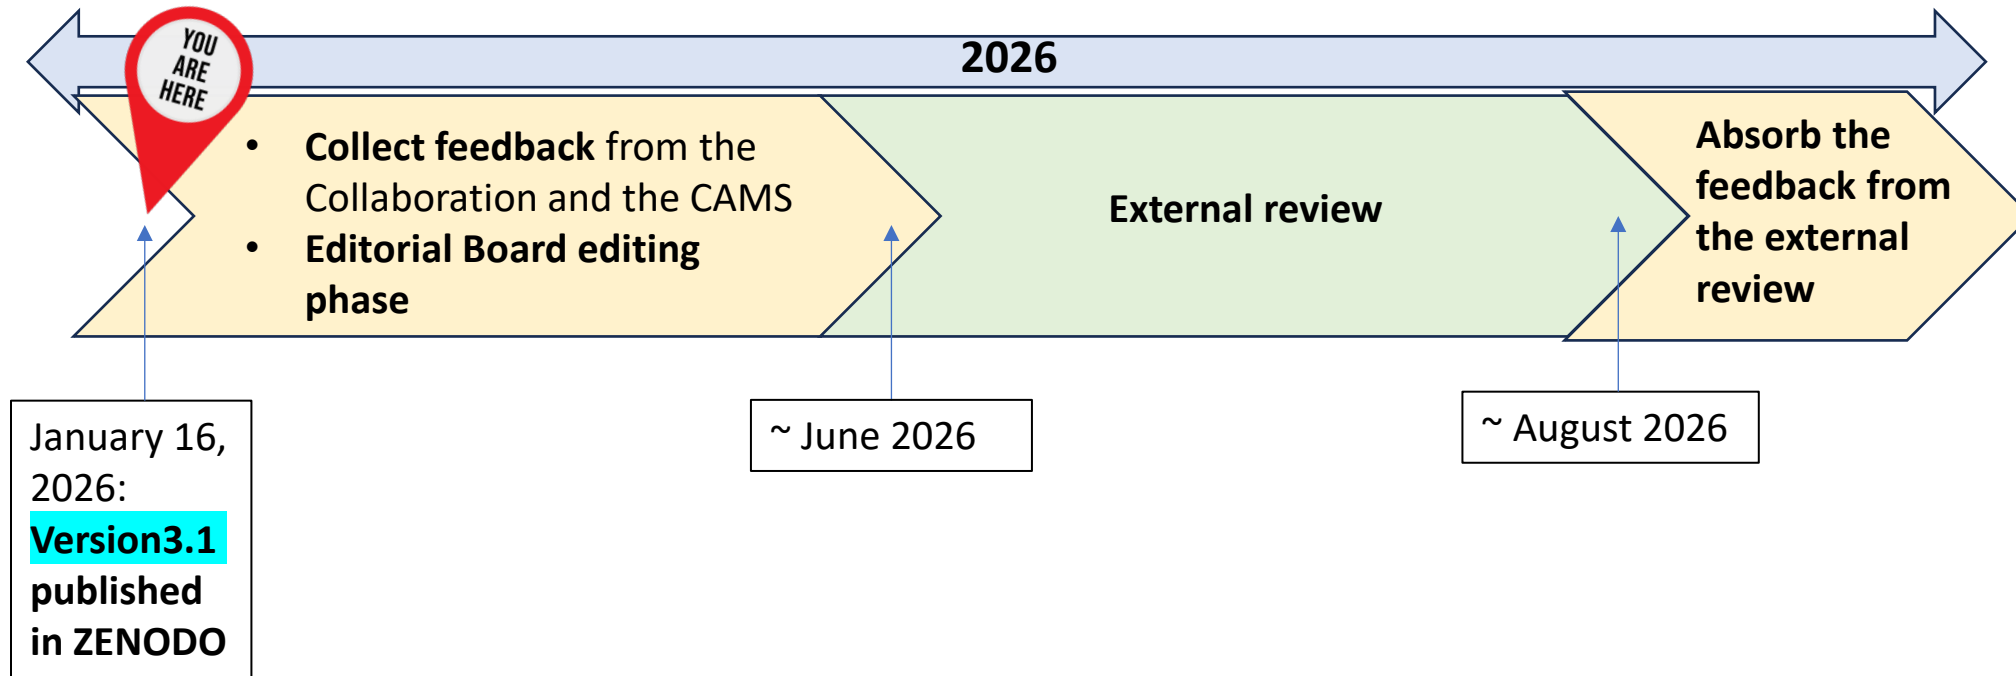 2026
YOU
ARE
HERE
• Collect feedback from the
Collaboration and the CAMS
• Editorial Board editing
phase
External review
Absorb the
feedback from
the external
review
January 16,
2026:
Version3.1
published
in ZENODO
~ June 2026
~ August 2026